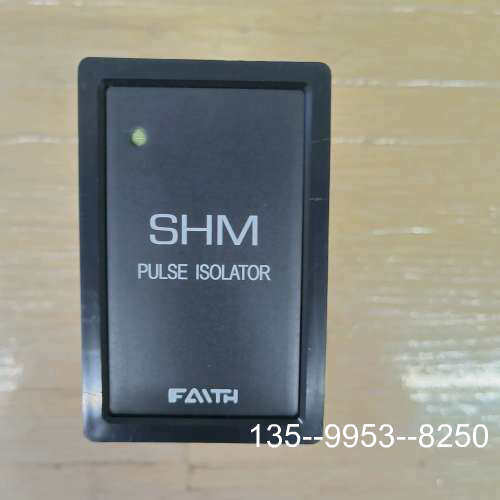 SHM
PULSE ISOLATOR
FAITH
135--9953--8250